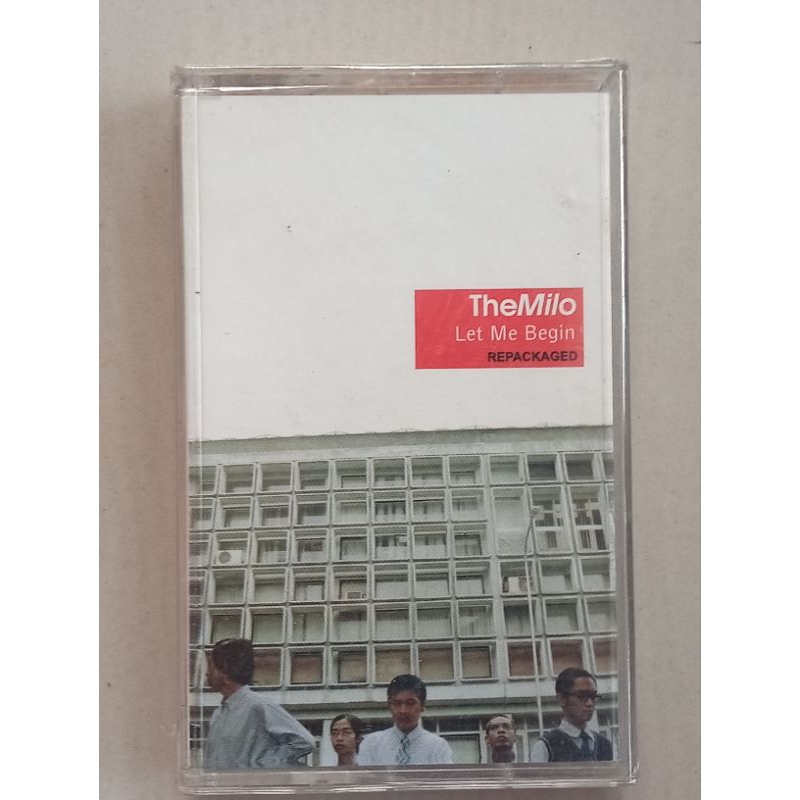 TheMilo
Let Me Begin
REPACKAGED